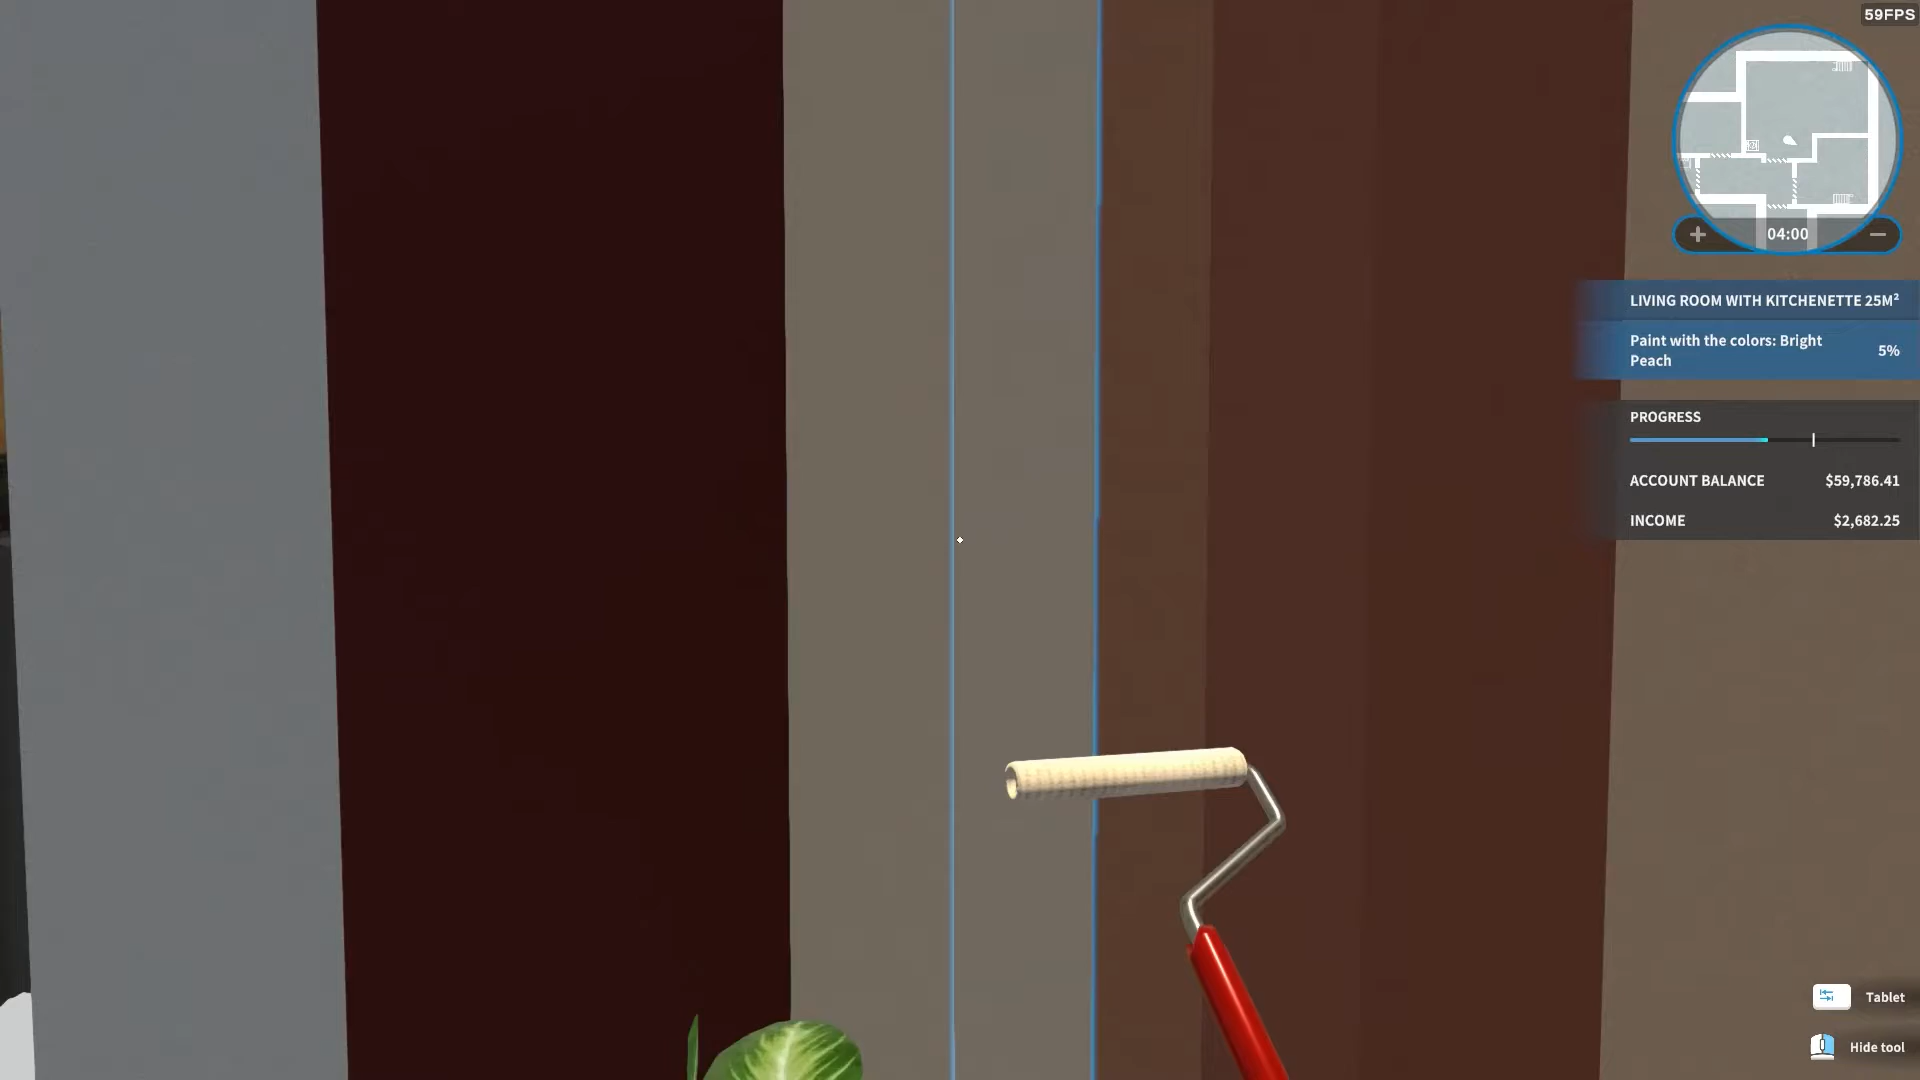 59FPS
04:00
LIVING ROOM WITH KITCHENETTE 25M²
Paint with the colors: Bright
Peach
5%
PROGRESS
ACCOUNT BALANCE $59,786.41
INCOME $2,682.25
Tablet
Hide tool